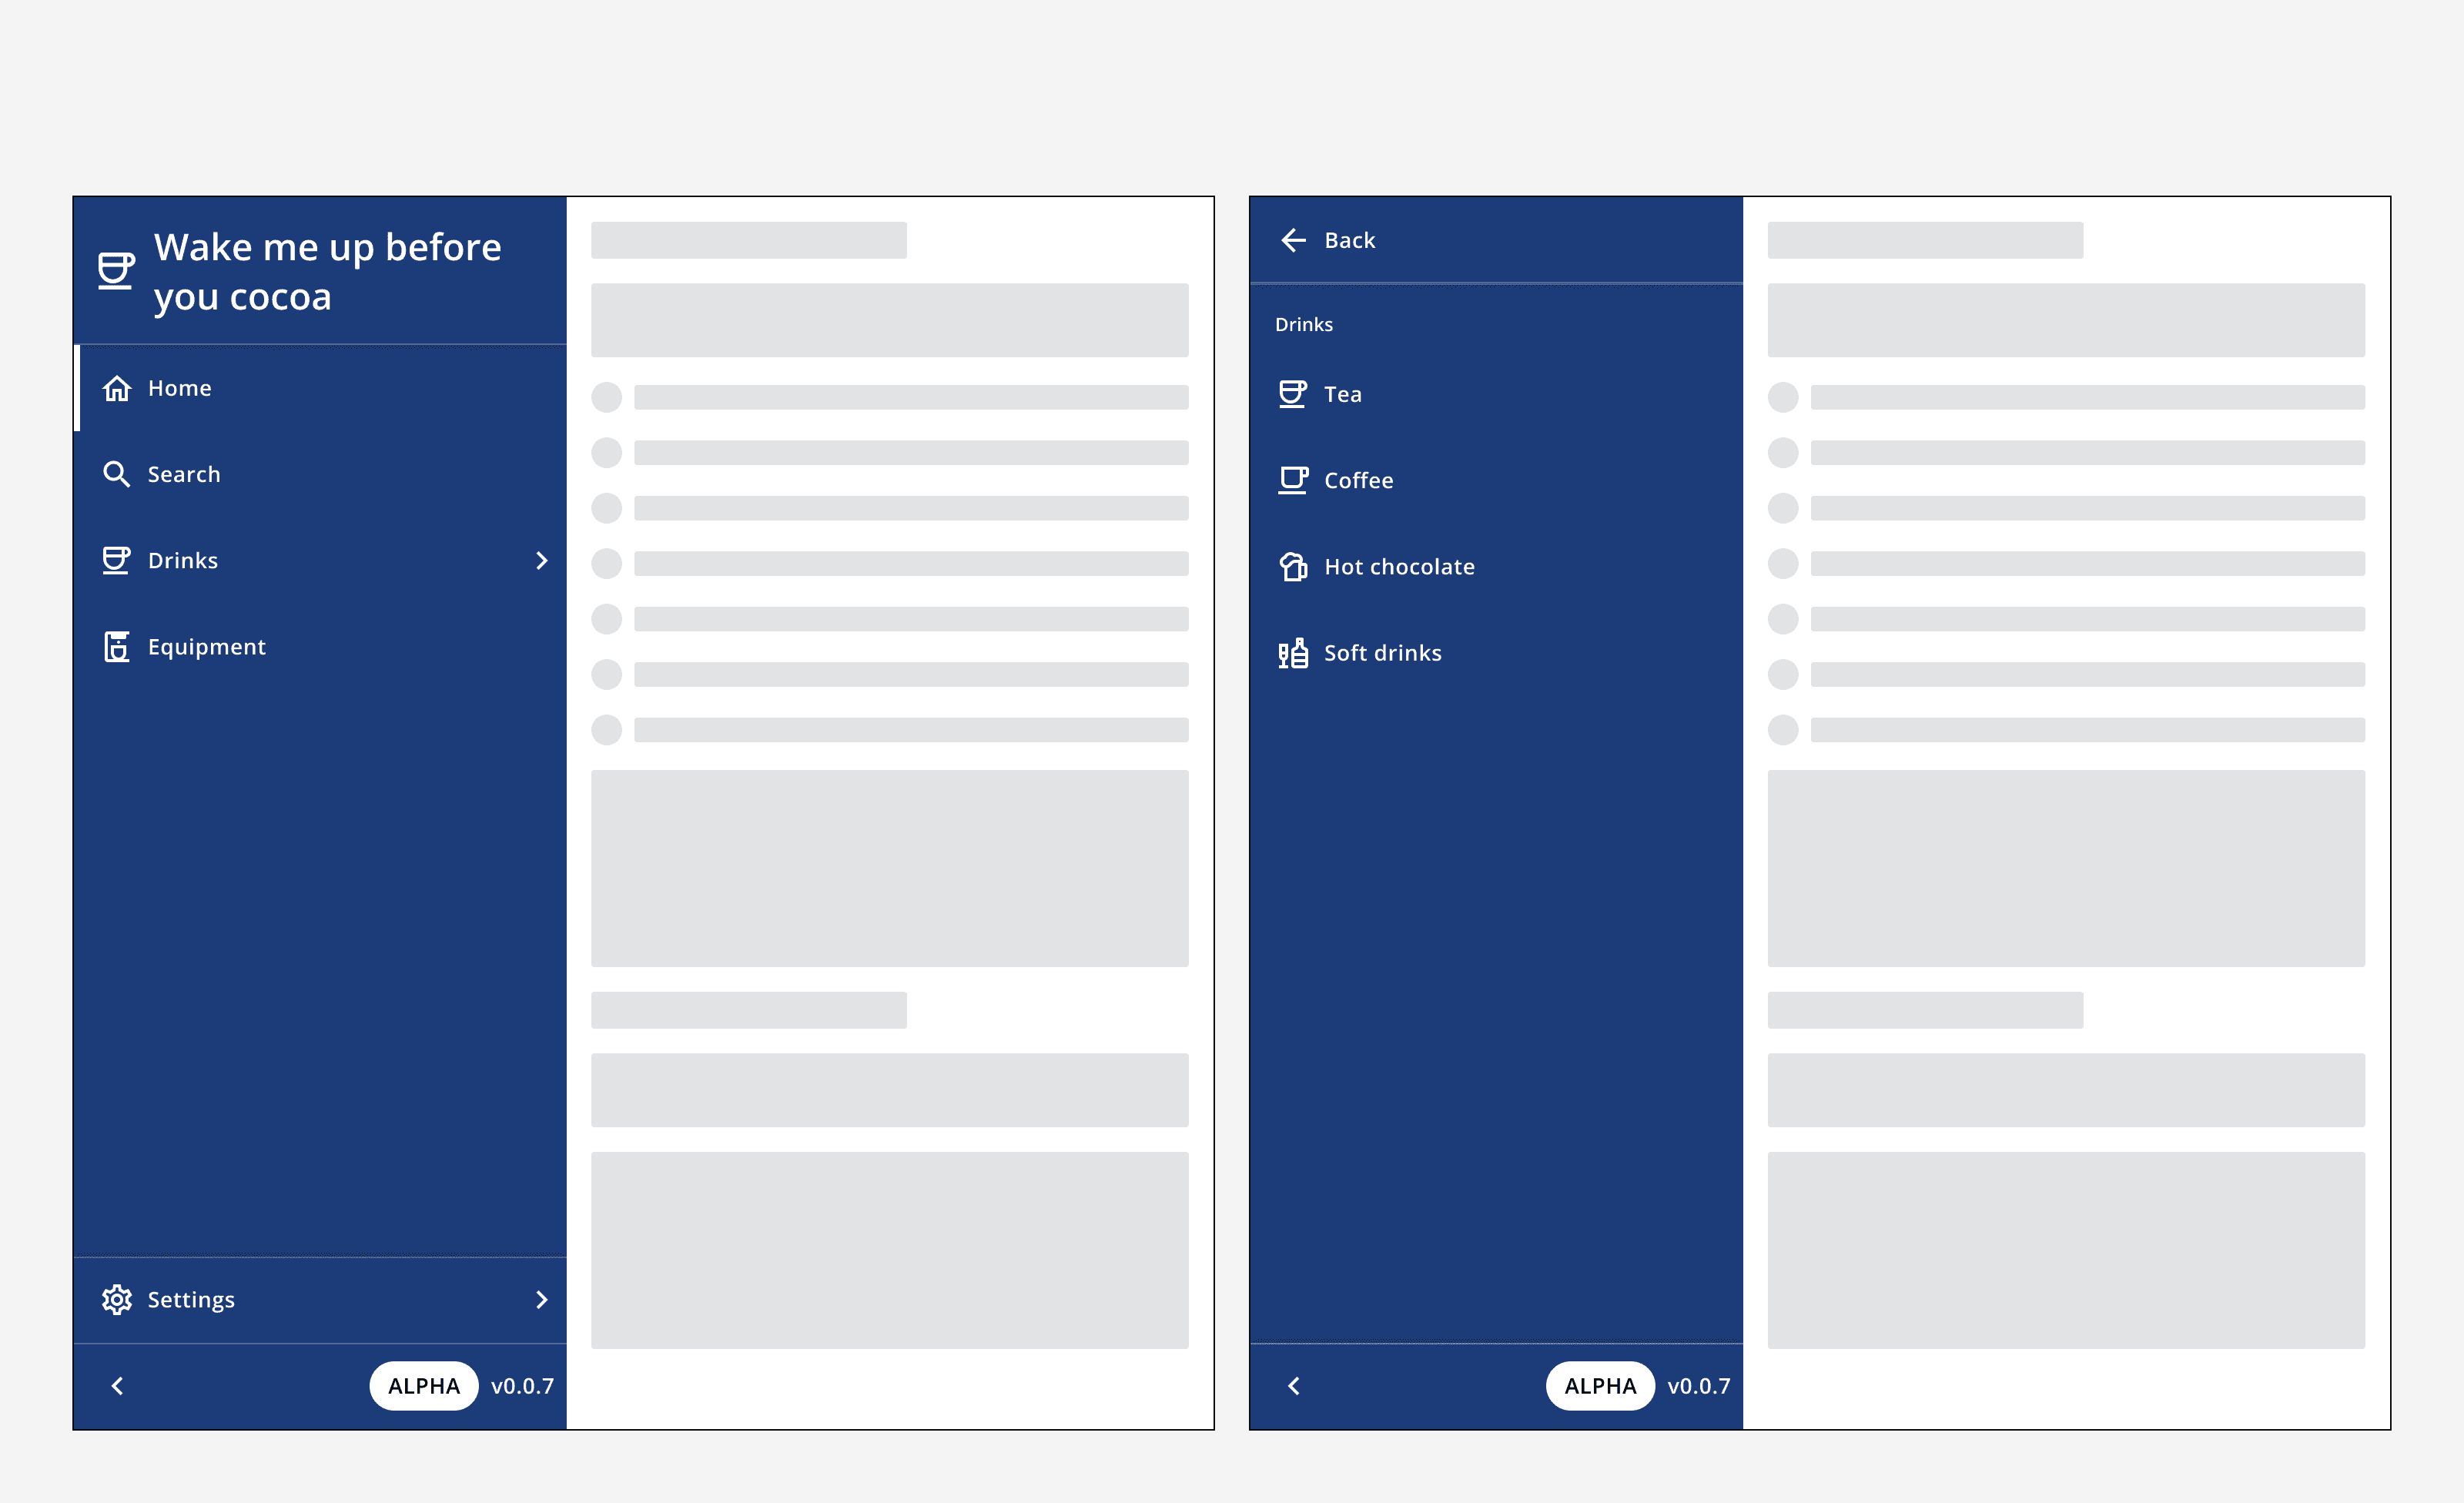 Wake me up before
you cocoa
Home
Search
Drinks
Equipment
Settings
ALPHA v0.0.7
Back
Drinks
Tea
Coffee
Hot chocolate
Soft drinks
ALPHA v0.0.7